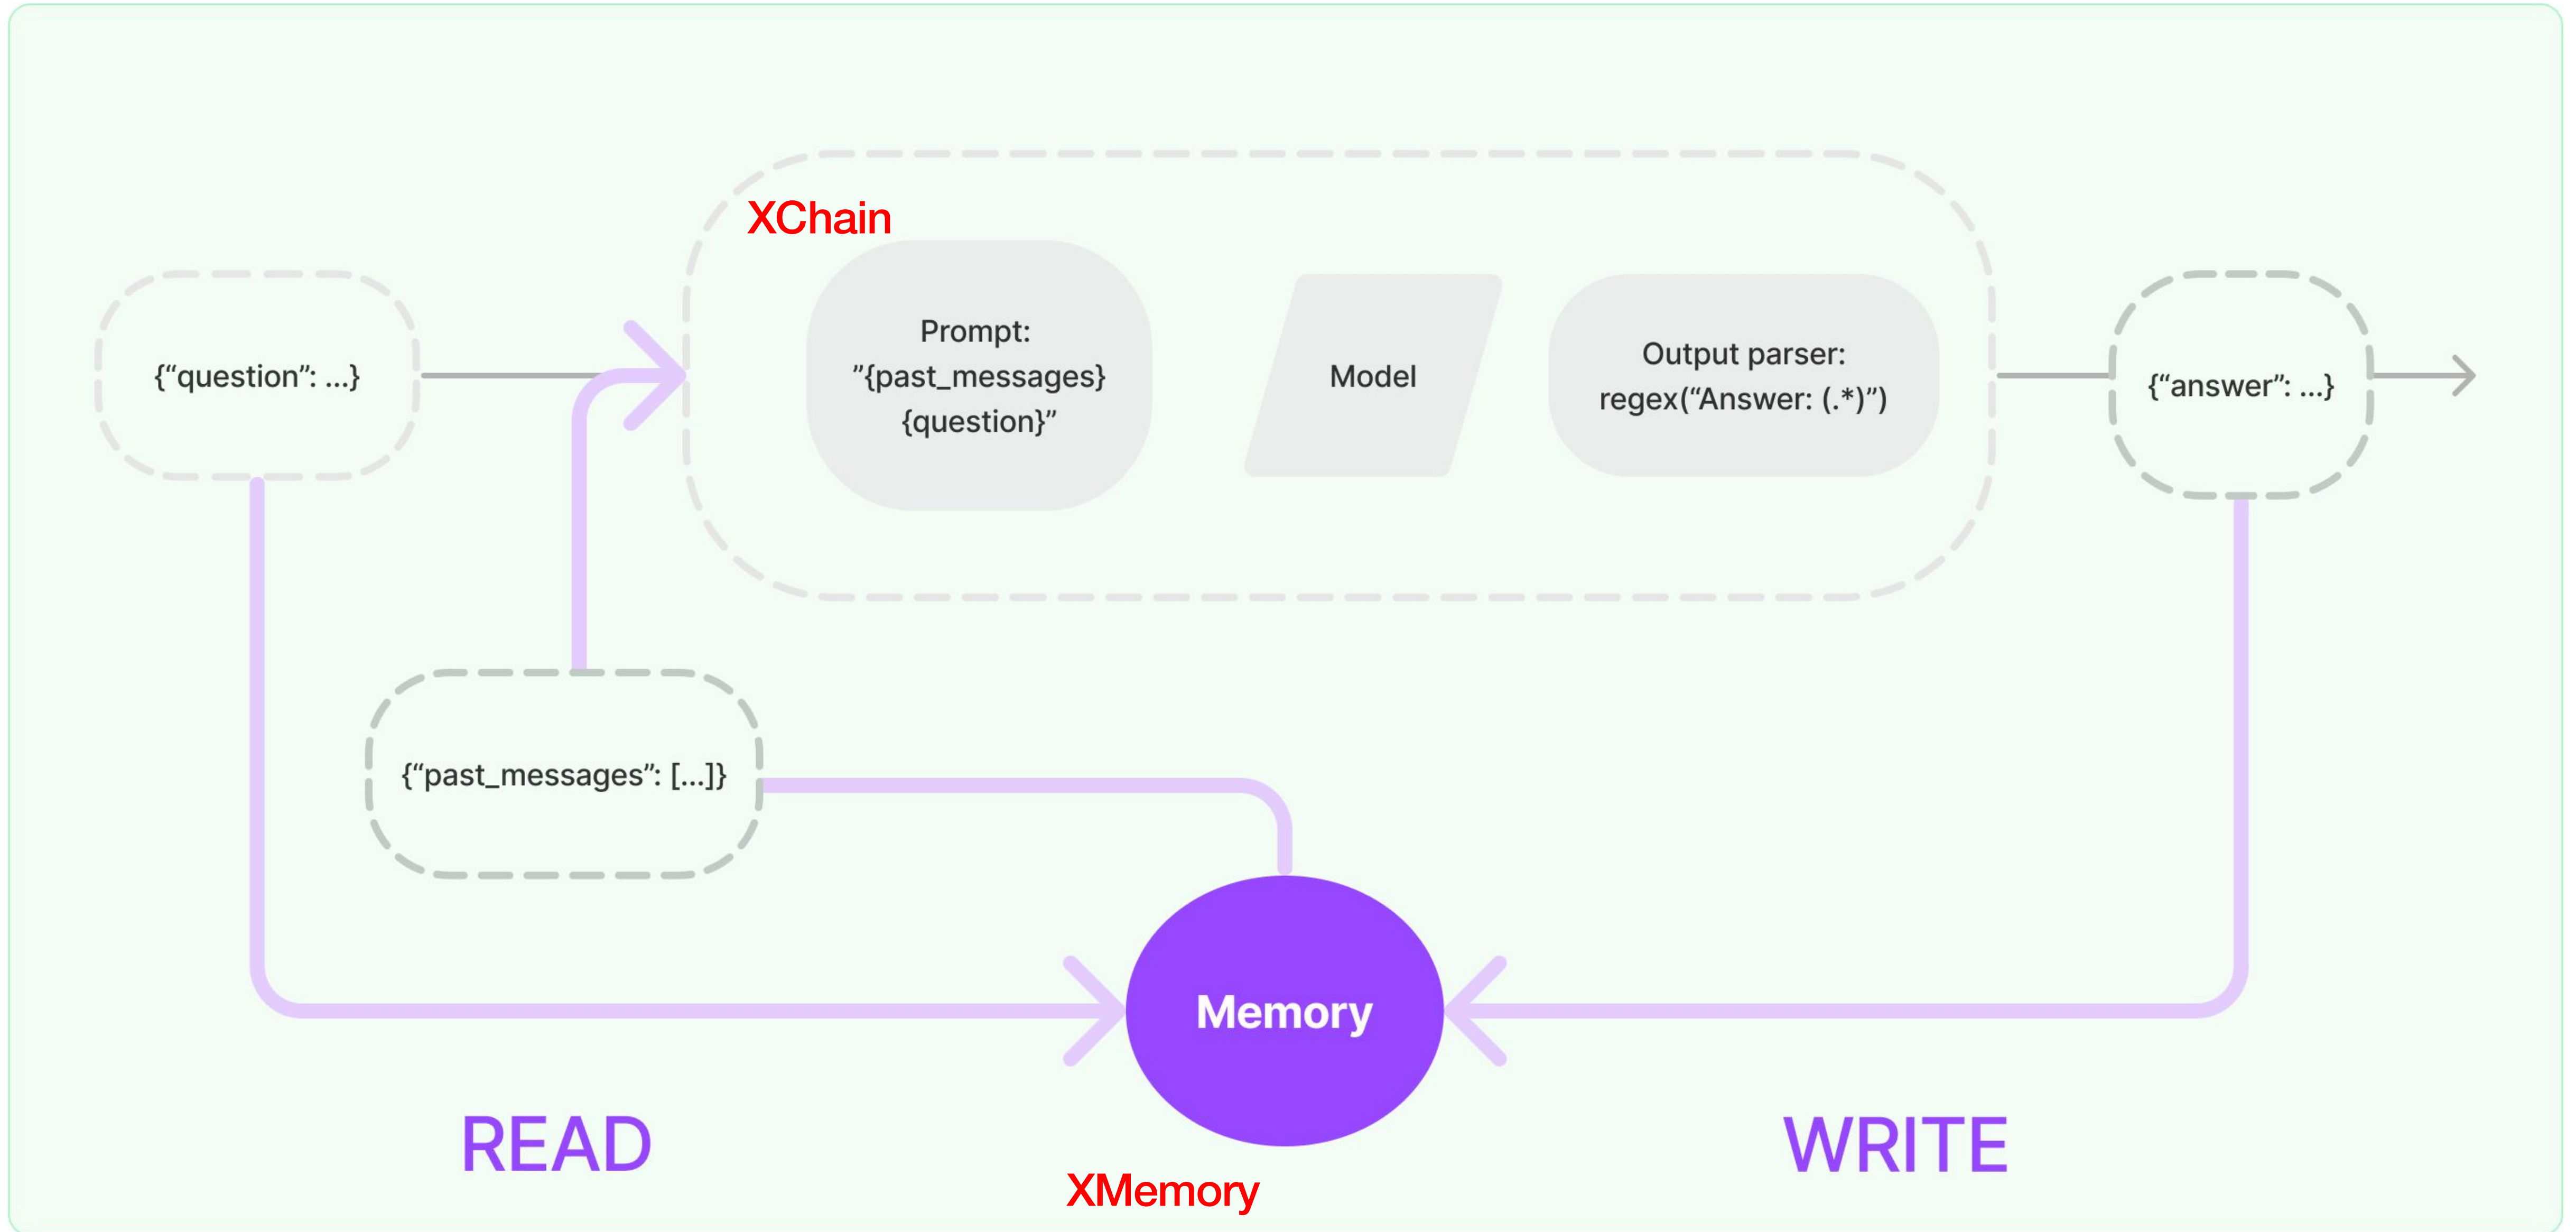 XChain
{“question”: ...}
Prompt:
”{past_messages}
{question}”
Model
Output parser:
regex(“Answer: (.*)”)
{“answer”: ...}
{“past_messages”: [...]}
Memory
READ
WRITE
XMemory